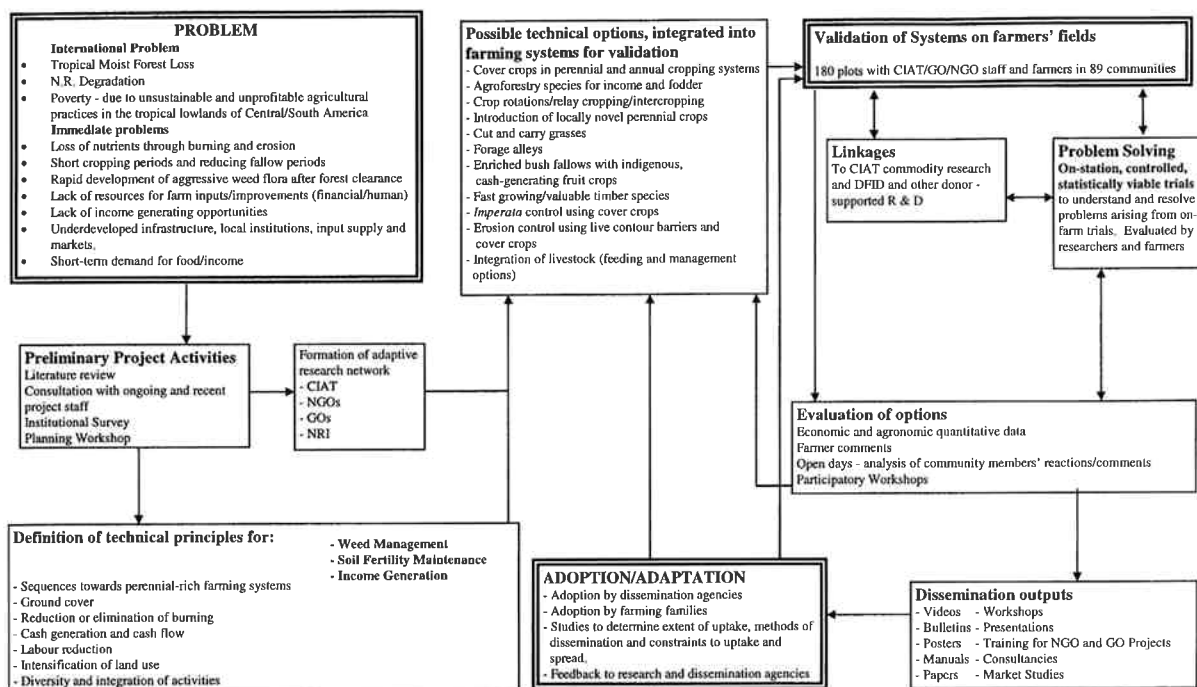 PROBLEM
International Problem
• Tropical Moist Forest Loss
• N.R. Degradation
• Poverty - due to unsustainable and unprofitable agricultural
practices in the tropical lowlands of Central/South America
Immediate problems
• Loss of nutrients through burning and erosion
• Short cropping periods and reducing fallow periods
• Rapid development of aggressive weed flora after forest clearance
• Lack of resources for farm inputs/improvements (financial/human)
• Lack of income generating opportunities
• Underdeveloped infrastructure, local institutions, input supply and
markets.
• Short-term demand for food/income
Possible technical options, integrated into
farming systems for validation
- Cover crops in perennial and annual cropping systems
- Agroforestry species for income and fodder
- Crop rotations/relay cropping/intercropping
- Introduction of locally novel perennial crops
- Cut and carry grasses
- Forage alleys
- Enriched bush fallows with indigenous,
cash-generating fruit crops
- Fast growing/valuable timber species
- Imperata control using cover crops
- Erosion control using live contour barriers and
cover crops
- Integration of livestock (feeding and management
options)
Validation of Systems on farmers' fields
180 plots with CIAT/GO/NGO staff and farmers in 89 communities
Linkages
To CIAT commodity research
and DFID and other donor -
supported R & D
Problem Solving
On-station, controlled,
statistically viable trials
to understand and resolve
problems arising from on-
farm trials. Evaluated by
researchers and farmers
Preliminary Project Activities
Literature review
Consultation with ongoing and recent
project staff
Institutional Survey
Planning Workshop
Formation of adaptive
research network
- CIAT
- NGOs
- GOs
- NRI
Evaluation of options
Economic and agronomic quantitative data
Farmer comments
Open days - analysis of community members' reactions/comments
Participatory Workshops
Definition of technical principles for:
- Weed Management
- Soil Fertility Maintenance
- Income Generation
- Sequences towards perennial-rich farming systems
- Ground cover
- Reduction or elimination of burning
- Cash generation and cash flow
- Labour reduction
- Intensification of land use
- Diversity and integration of activities
ADOPTION/ADAPTATION
- Adoption by dissemination agencies
- Adoption by farming families
- Studies to determine extent of uptake, methods of
dissemination and constraints to uptake and
spread.
- Feedback to research and dissemination agencies
Dissemination outputs
- Videos - Workshops
- Bulletins - Presentations
- Posters - Training for NGO and GO Projects
- Manuals - Consultancies
- Papers - Market Studies